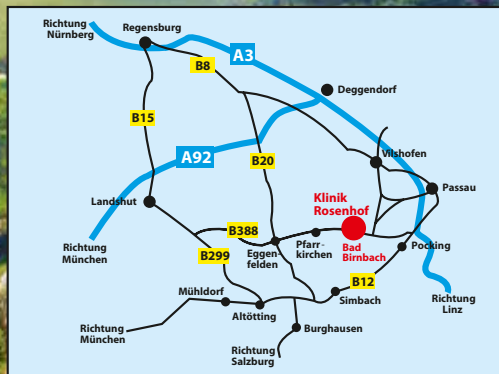 Richtung
Nürnberg
Regensburg
A3
B8
Deggendorf
B15
A92
B20
Vilshofen
Passau
Landshut
Klinik
Rosenhof
B388
Pfarr-
kirchen
Bad
Birnbach
Eggen-
felden
Pocking
Richtung
München
B299
B12
Mühldorf
Simbach
Richtung
Linz
Altötting
Richtung
München
Burghausen
Richtung
Salzburg